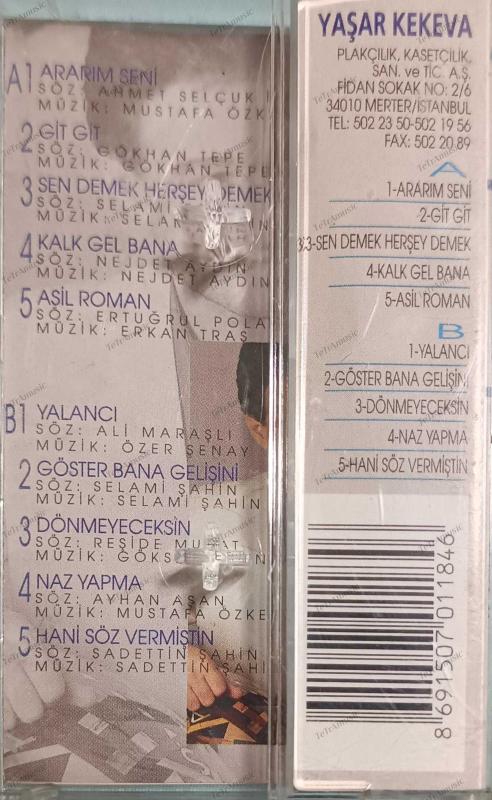 A1 ARARIM SENİ
SÖZ: AHMET SELÇUK
MÜZİK: MUSTAFA
2 GİT GİT
SÖZ: GÖKHAN TEPE
MÜZİK: GÖKHAN
3 SEN DEMEK HERŞEY DEMEK
SÖZ: SELAMİ
MÜZİK:
4 KALK GEL BANA
SÖZ: NEJDET AYDIN
MÜZİK: NEJDET AYDIN
5 ASİL ROMAN
SÖZ: ERTUĞRUL
MÜZİK: ERKAN TRAŞ
B1 YALANCI
SÖZ: ALİ MARAŞLI
MÜZİK: ÖZER ŞENAY
2 GÖSTER BANA GELİŞİNİ
SÖZ: SELAMİ ŞAHİN
MÜZİK: SELAMİ ŞAHİN
3 DÖNMEYECEKSİN
SÖZ: REŞİDE
MÜZİK:
4 NAZ YAPMA
SÖZ: AYHAN AŞAN
MÜZİK: MUSTAFA
5 HANİ SÖZ VERMİŞTİN
SÖZ: SADETTİN ŞAHİN
MÜZİK: SADETTİN
YAŞAR KEKEVA
PLAKÇILIK, KASETÇİLİK,
SAN. ve TİC. A.Ş.
FİDAN SOKAK NO: 2/6
34010 MERTER/İSTANBUL
TEL: 502 23 50-502 19 56
FAX: 502 20 89
A
1-ARARIM SENİ
2-GİT GİT
3-SEN DEMEK HERŞEY DEMEK
4-KALK GEL BANA
5-ASİL ROMAN
B
1-YALANCI
2-GÖSTER BANA GELİŞİNİ
3-DÖNMEYECEKSİN
4-NAZ YAPMA
5-HANİ SÖZ VERMİŞTİN
8 691507 011846
TeTrAmusic